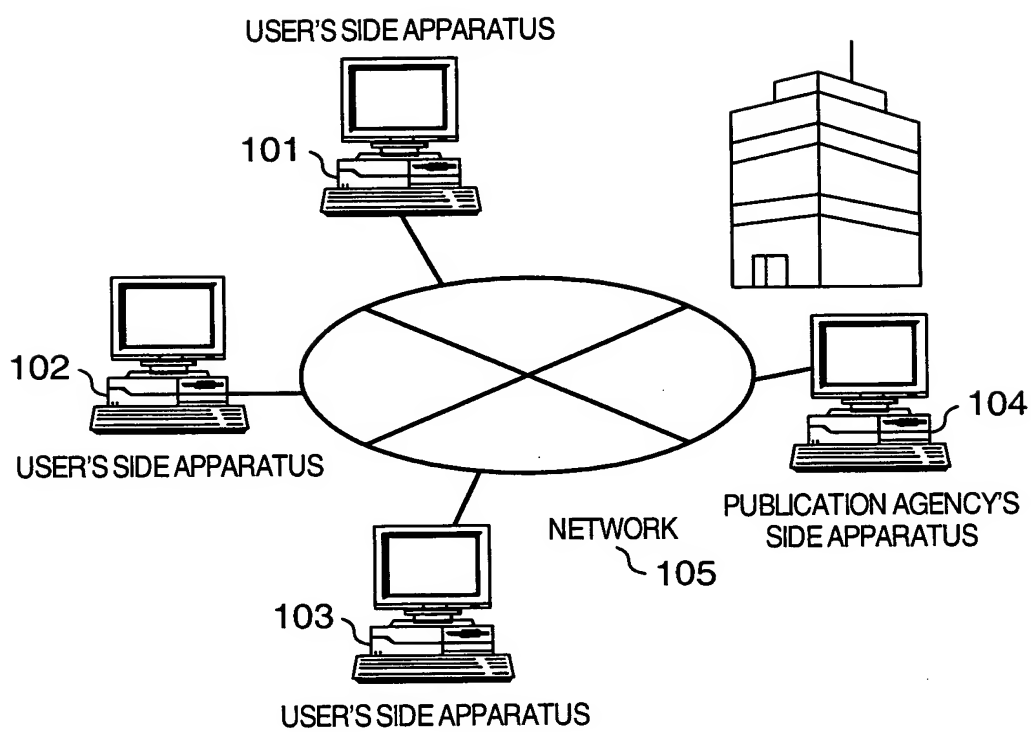 USER'S SIDE APPARATUS
101
102
USER'S SIDE APPARATUS
104
PUBLICATION AGENCY'S
SIDE APPARATUS
NETWORK
105
103
USER'S SIDE APPARATUS